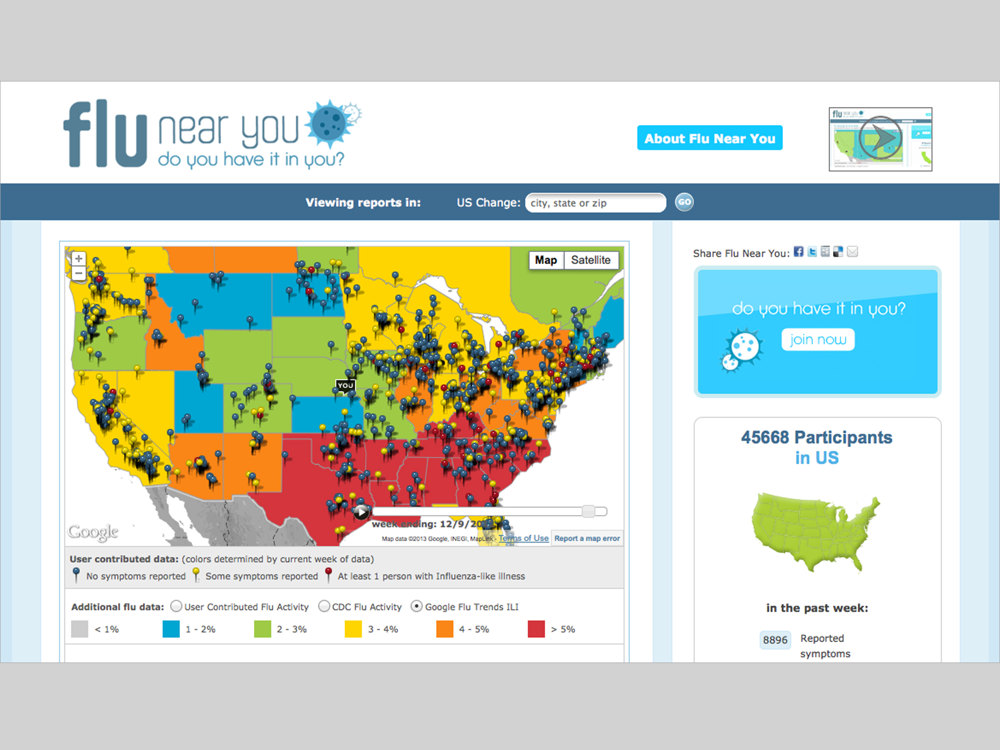 flu near you
do you have it in you?
About Flu Near You
flu near you
Viewing reports in: US Change: city, state or zip GO
+
−
Map Satellite
YOU
week ending: 12/9/20
Google
Map data ©2013 Google, INEGI, MapLink - Terms of Use Report a map error
User contributed data: (colors determined by current week of data)
No symptoms reported Some symptoms reported At least 1 person with Influenza-like illness
Additional flu data: User Contributed Flu Activity CDC Flu Activity Google Flu Trends ILI
< 1% 1 - 2% 2 - 3% 3 - 4% 4 - 5% > 5%
Share Flu Near You:
do you have it in you?
join now
45668 Participants
in US
in the past week:
8896 Reported
symptoms